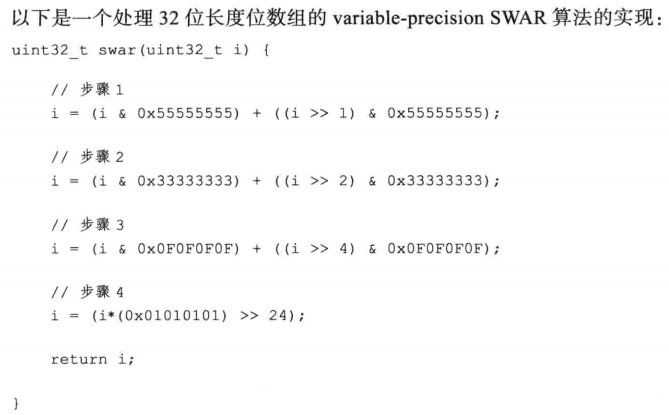 以下是一个处理 32 位长度位数组的 variable-precision SWAR 算法的实现：
uint32_t swar(uint32_t i) {
// 步骤 1
i = (i & 0x55555555) + ((i >> 1) & 0x55555555);
// 步骤 2
i = (i & 0x33333333) + ((i >> 2) & 0x33333333);
// 步骤 3
i = (i & 0x0F0F0F0F) + ((i >> 4) & 0x0F0F0F0F);
// 步骤 4
i = (i*(0x01010101) >> 24);
return i;
}